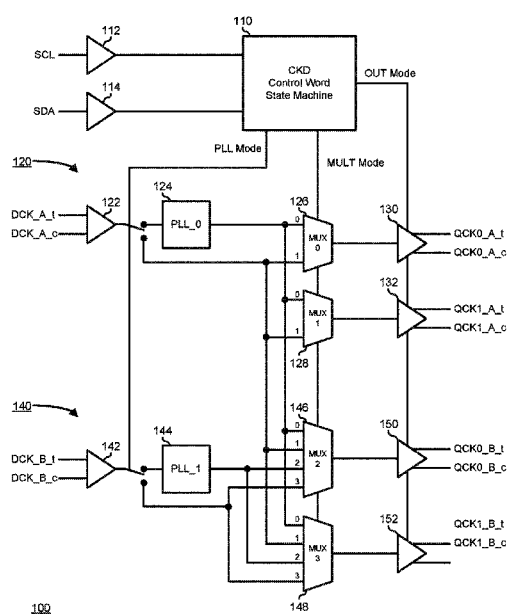 110
112
SCL
CKD
Control Word
State Machine
OUT Mode
114
SDA
PLL Mode
MULT Mode
120
122
124
126
130
DCK_A_t
DCK_A_c
PLL_0
0
1
MUX
0
QCK0_A_t
QCK0_A_c
132
0
1
MUX
1
QCK1_A_t
QCK1_A_c
128
140
142
144
146
150
DCK_B_t
DCK_B_c
PLL_1
0
1
2
3
MUX
2
QCK0_B_t
QCK0_B_c
152
0
1
2
3
MUX
3
QCK1_B_t
QCK1_B_c
148
100